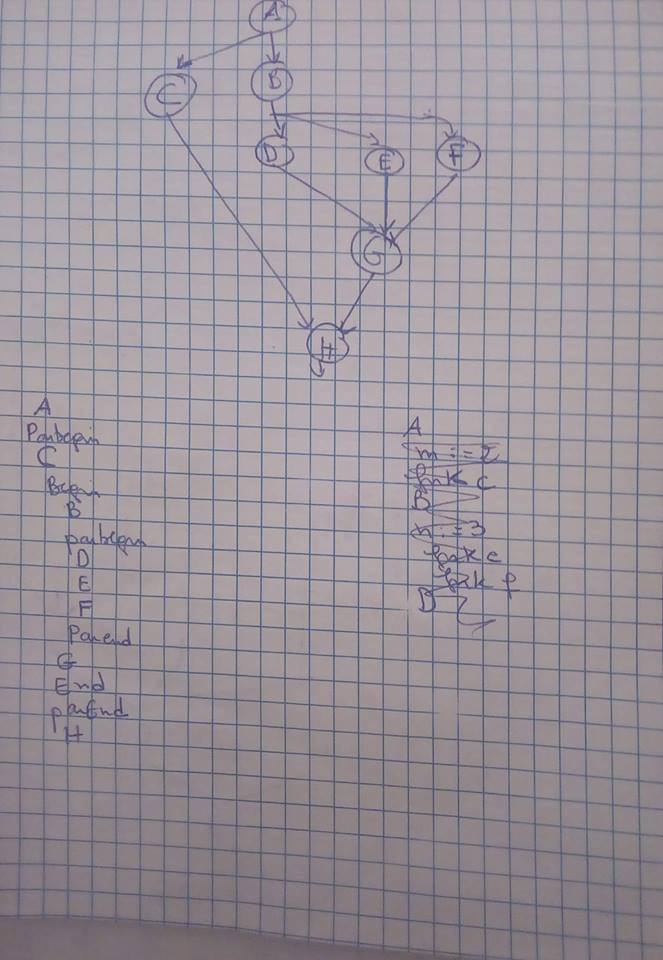 A
C
B
D
E
F
G
H
A
Parbegin
C
Begin
B
parbegin
D
E
F
Parend
G
End
parEnd
H
A
m := 2
fork c
B
n := 3
fork e
fork f
D